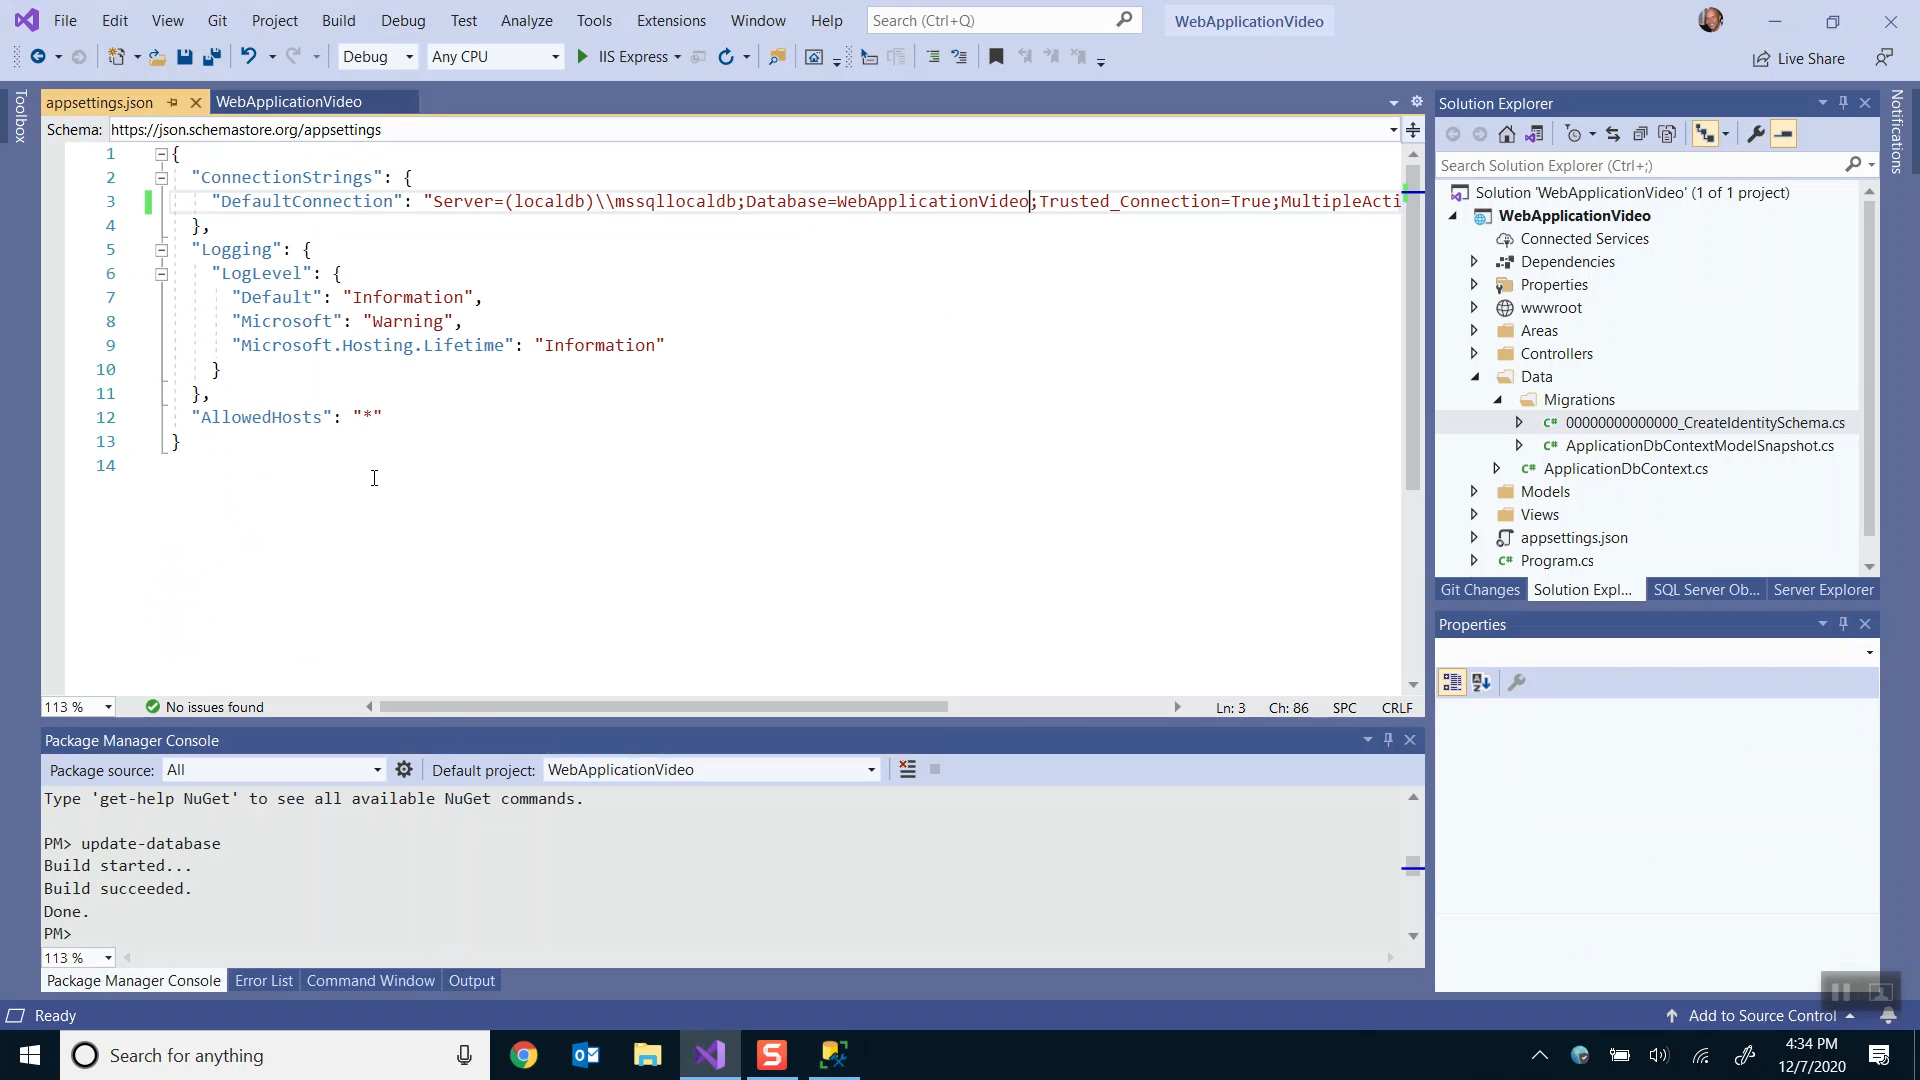 File Edit View Git Project Build Debug Test Analyze Tools Extensions Window Help Search (Ctrl+Q) WebApplicationVideo
Debug Any CPU IIS Express Live Share
Toolbox
appsettings.json WebApplicationVideo
Schema: https://json.schemastore.org/appsettings
1 {
2 "ConnectionStrings": {
3 "DefaultConnection": "Server=(localdb)\\mssqllocaldb;Database=WebApplicationVideo;Trusted_Connection=True;MultipleActi
4 },
5 "Logging": {
6 "LogLevel": {
7 "Default": "Information",
8 "Microsoft": "Warning",
9 "Microsoft.Hosting.Lifetime": "Information"
10 }
11 },
12 "AllowedHosts": "*"
13 }
14
113 % No issues found Ln: 3 Ch: 86 SPC CRLF
Package Manager Console
Package source: All Default project: WebApplicationVideo
Type 'get-help NuGet' to see all available NuGet commands.
PM> update-database
Build started...
Build succeeded.
Done.
PM>
113 %
Package Manager Console Error List Command Window Output
Solution Explorer
Search Solution Explorer (Ctrl+;)
Solution 'WebApplicationVideo' (1 of 1 project)
WebApplicationVideo
Connected Services
Dependencies
Properties
wwwroot
Areas
Controllers
Data
Migrations
C# 00000000000000_CreateIdentitySchema.cs
C# ApplicationDbContextModelSnapshot.cs
C# ApplicationDbContext.cs
Models
Views
appsettings.json
C# Program.cs
Git Changes Solution Expl... SQL Server Ob... Server Explorer
Properties
Notifications
Ready Add to Source Control
Search for anything
4:34 PM
12/7/2020